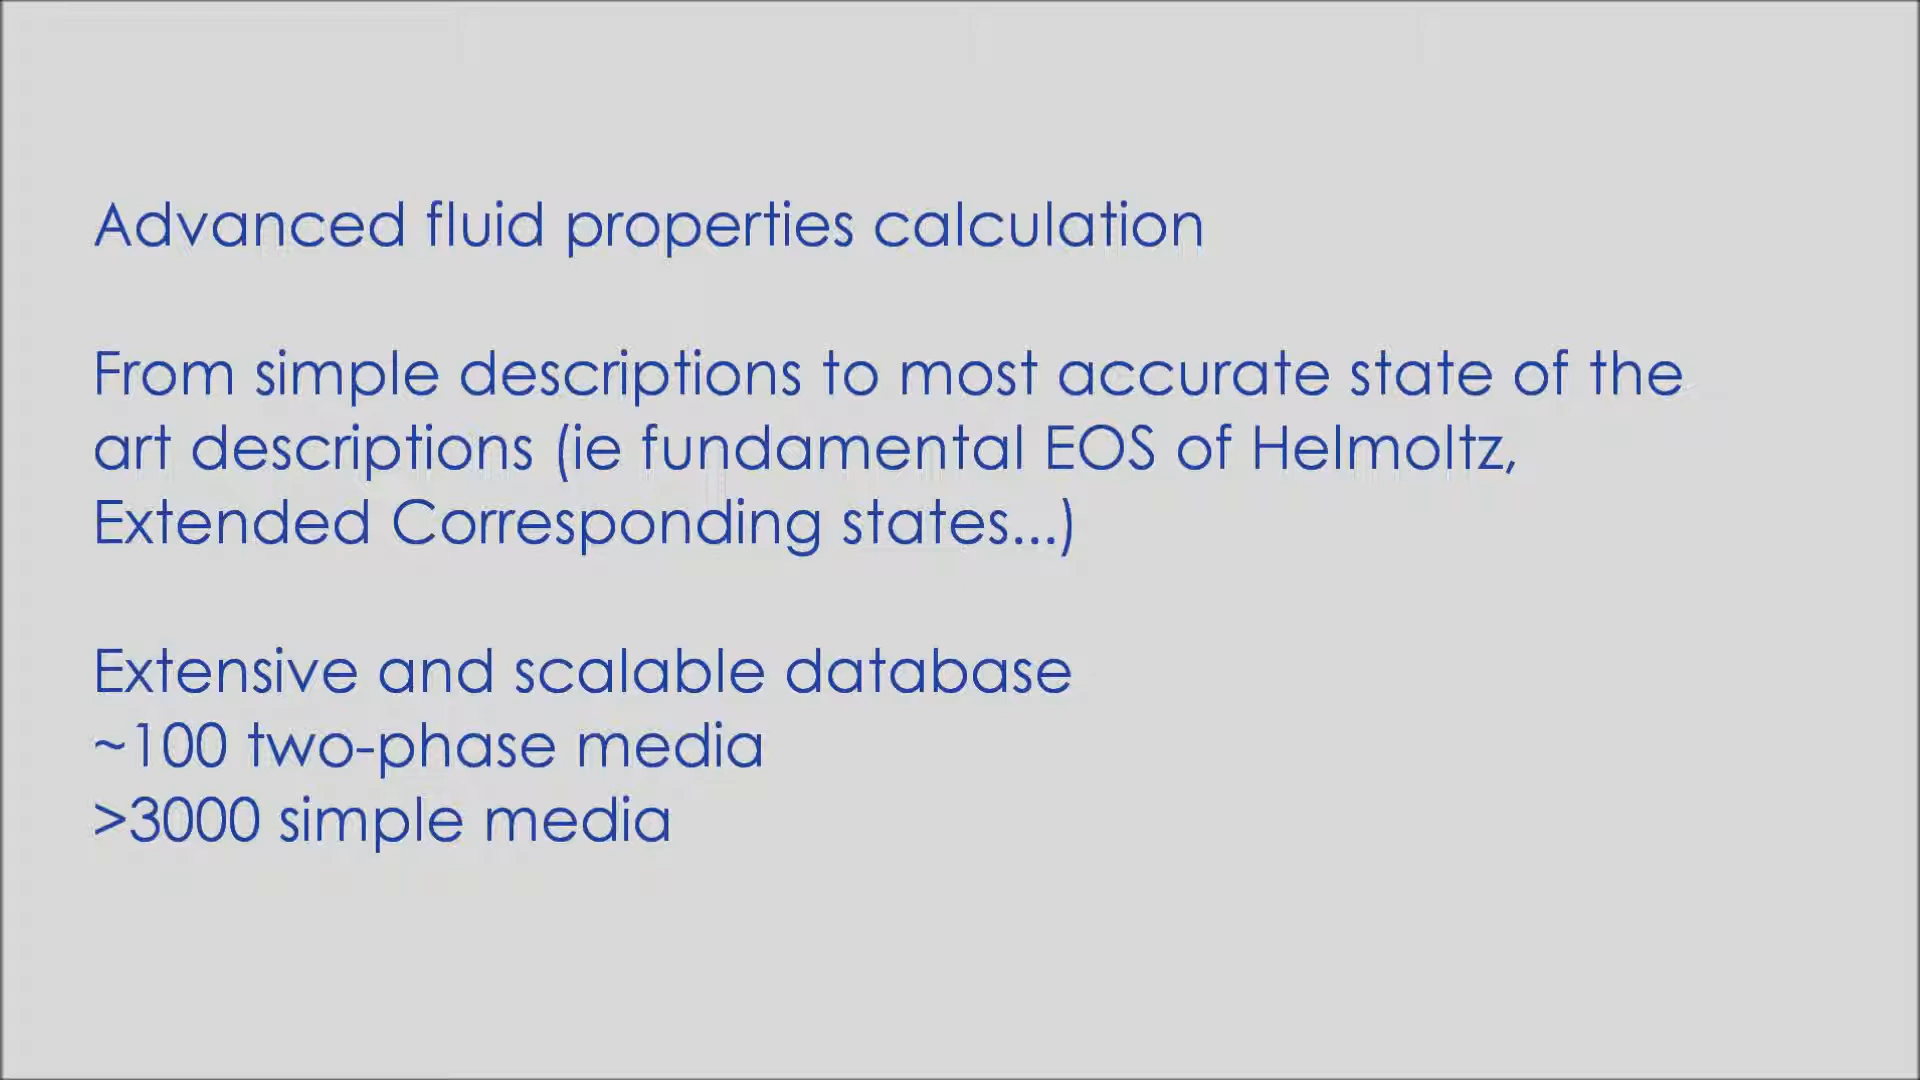 Advanced fluid properties calculation
From simple descriptions to most accurate state of the
art descriptions (ie fundamental EOS of Helmoltz,
Extended Corresponding states...)
Extensive and scalable database
~100 two-phase media
>3000 simple media